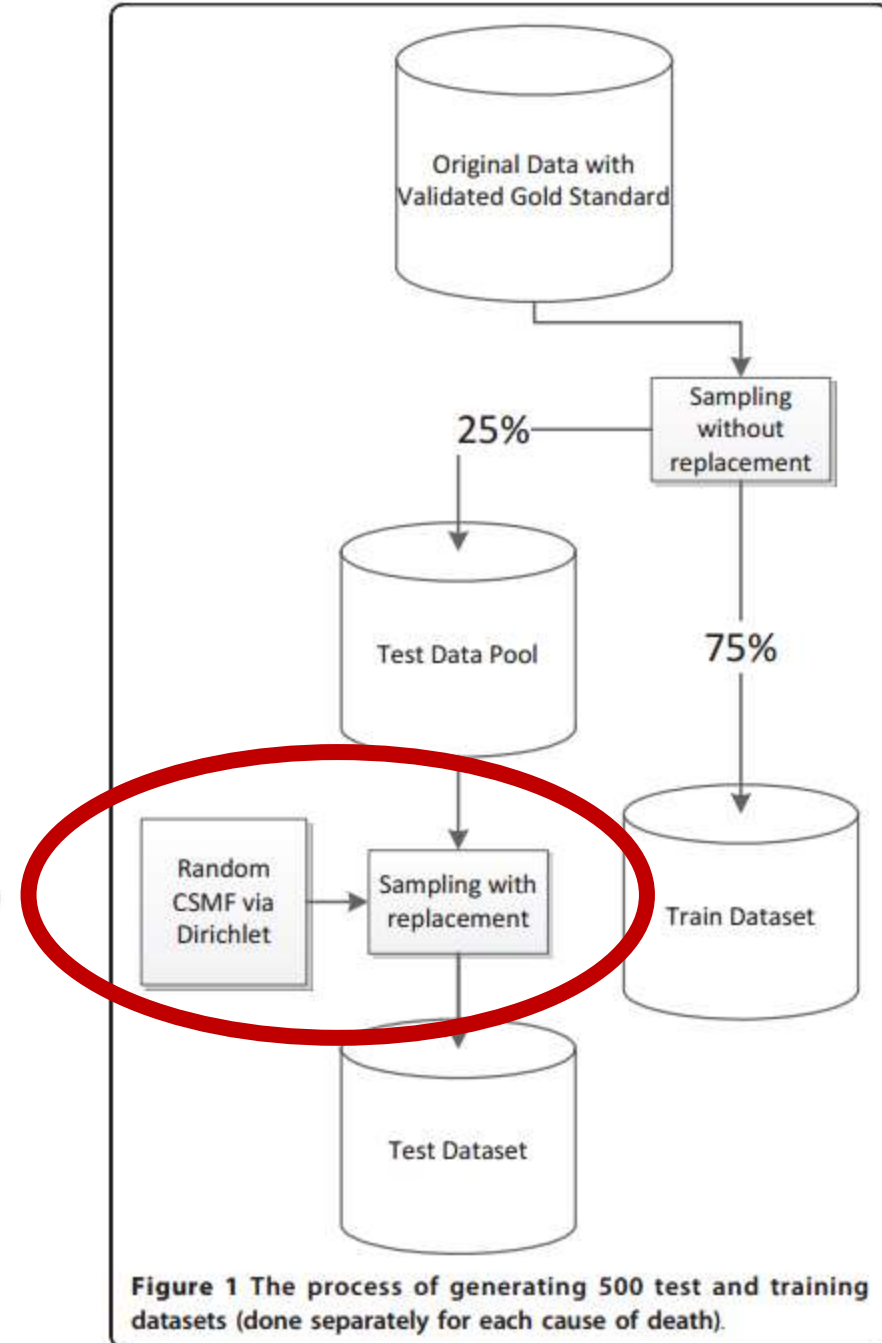 Original Data with
Validated Gold Standard
Sampling
without
replacement
25%
Test Data Pool
75%
Random
CSMF via
Dirichlet
Sampling with
replacement
Train Dataset
Test Dataset
Figure 1 The process of generating 500 test and training
datasets (done separately for each cause of death).